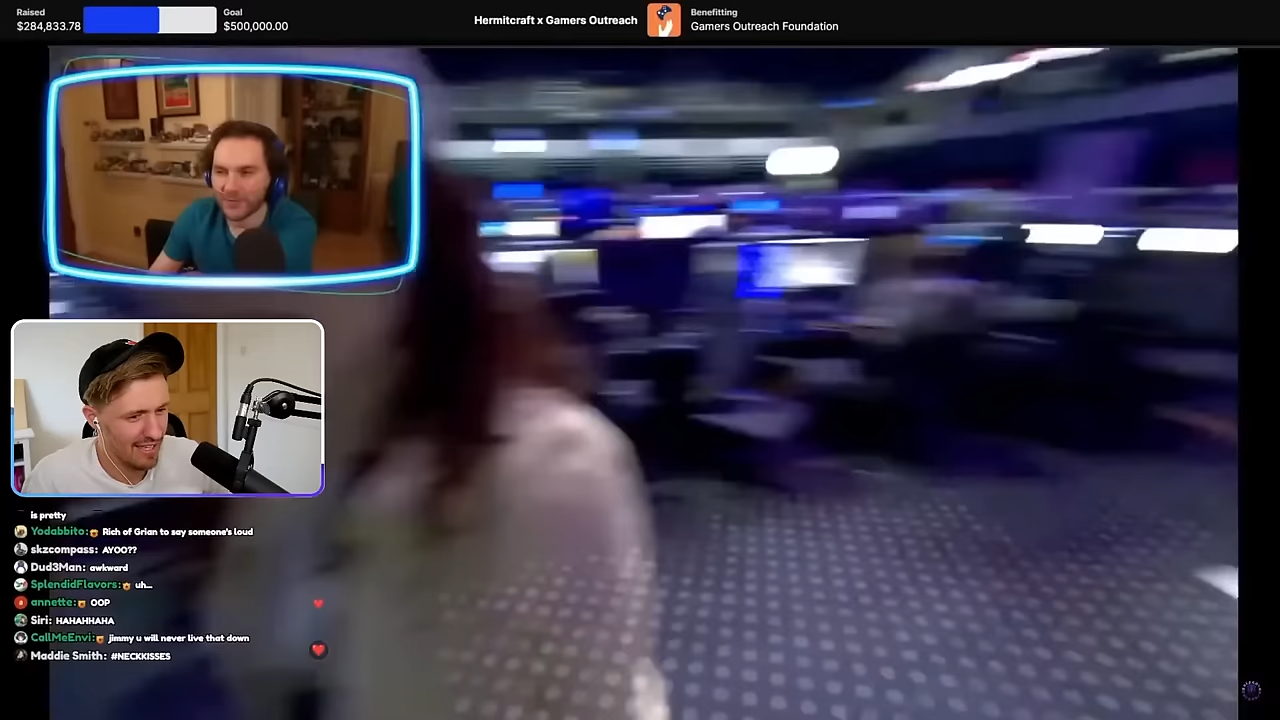 Raised
$284,833.78
Goal
$500,000.00
Hermitcraft x Gamers Outreach
Benefitting
Gamers Outreach Foundation
is pretty
Yodabbito: Rich of Grian to say someone's loud
skzcompass: AYOO??
Dud3Man: awkward
SplendidFlavors: uh...
annette: OOP
Siri: HAHAHHAHA
CallMeEnvi: jimmy u will never live that down
Maddie Smith: #NECKKISSES